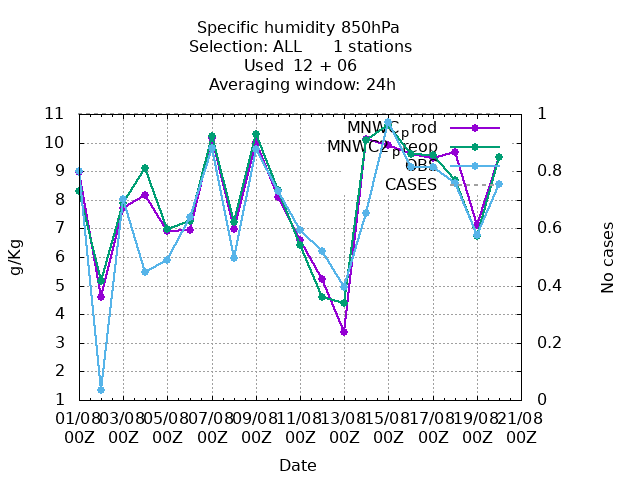 Specific humidity 850hPa
Selection: ALL 1 stations
Used 12 + 06
Averaging window: 24h
11 1
10
9 0.8
8
7 0.6
6
5 0.4
4
3 0.2
2
1 0
g/Kg
No cases
MNWC_prod
MNWC_preop
OBS
CASES
01/08 03/08 05/08 07/08 09/08 11/08 13/08 15/08 17/08 19/08 21/08
00Z 00Z 00Z 00Z 00Z 00Z 00Z 00Z 00Z 00Z 00Z
Date